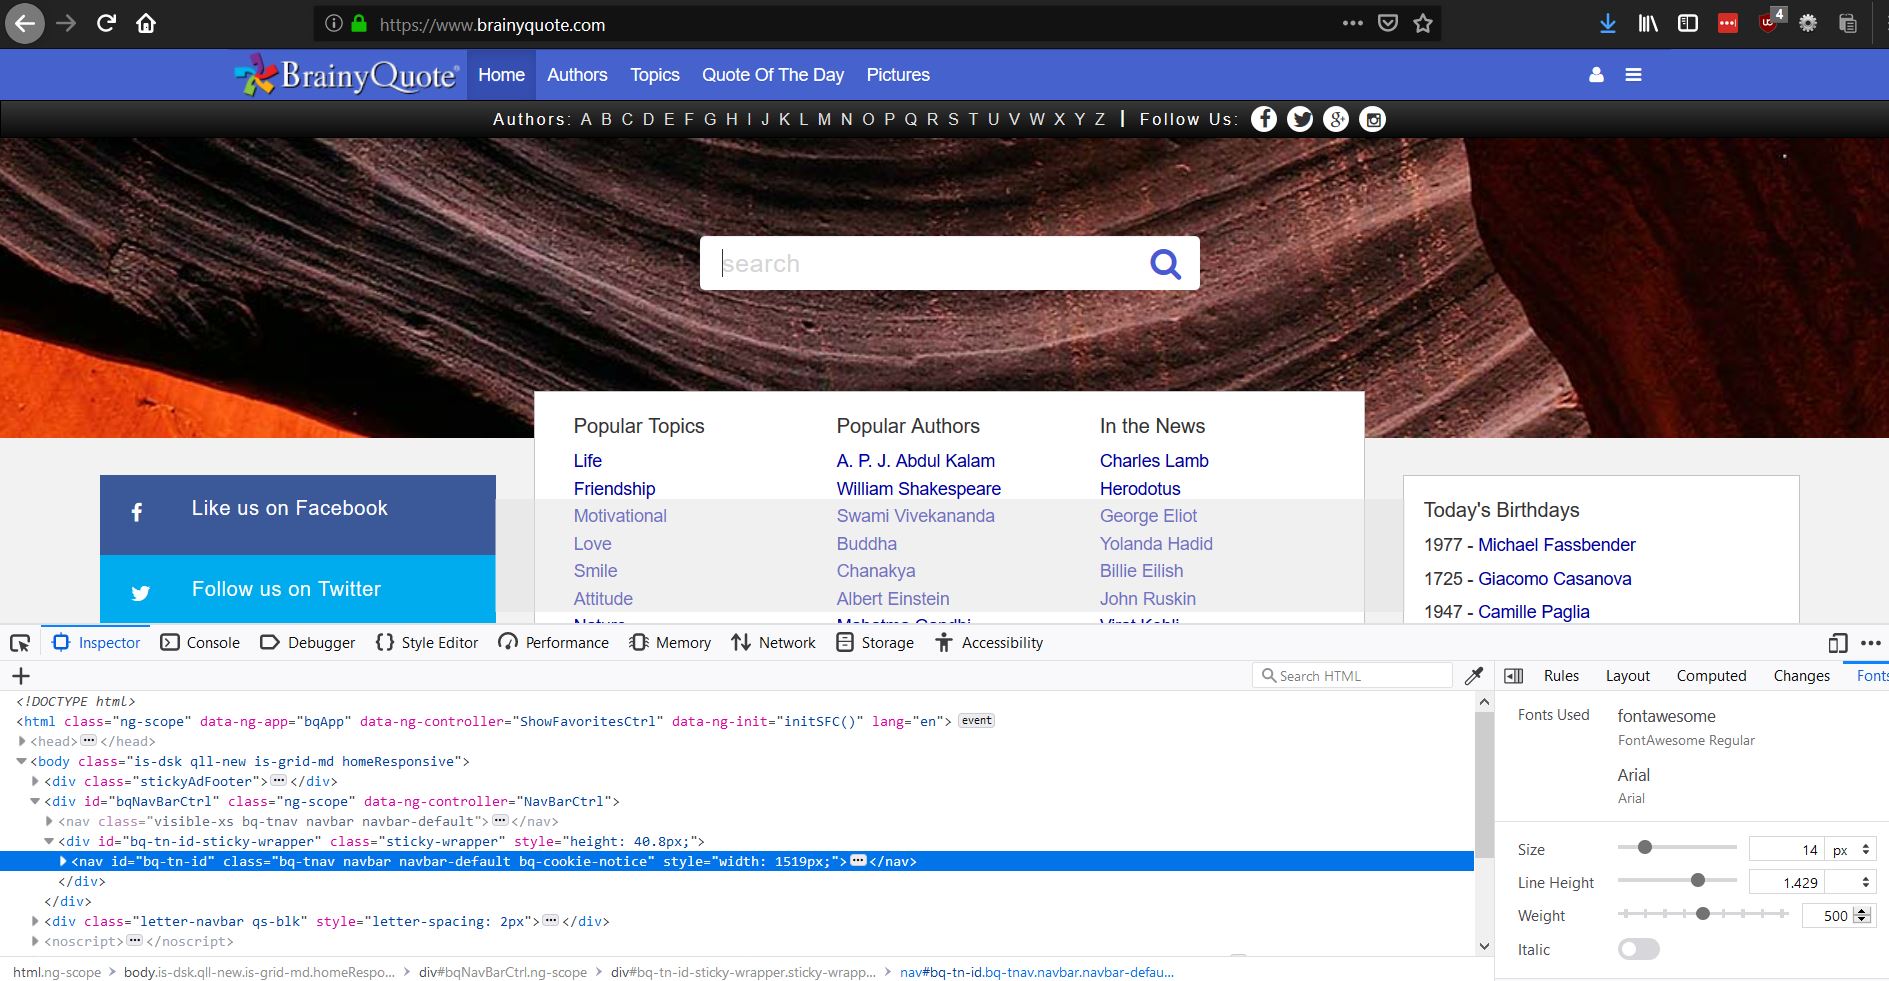 https://www.brainyquote.com
4
BrainyQuote®
Home Authors Topics Quote Of The Day Pictures
Authors: A B C D E F G H I J K L M N O P Q R S T U V W X Y Z | Follow Us:
search
Popular Topics
Life
Friendship
Motivational
Love
Smile
Attitude
Nature
Popular Authors
A. P. J. Abdul Kalam
William Shakespeare
Swami Vivekananda
Buddha
Chanakya
Albert Einstein
Mahatma Gandhi
In the News
Charles Lamb
Herodotus
George Eliot
Yolanda Hadid
Billie Eilish
John Ruskin
Virat Kohli
Like us on Facebook
Follow us on Twitter
Today's Birthdays
1977 - Michael Fassbender
1725 - Giacomo Casanova
1947 - Camille Paglia
Inspector Console Debugger Style Editor Performance Memory Network Storage Accessibility
Search HTML
<!DOCTYPE html>
<html class="ng-scope" data-ng-app="bqApp" data-ng-controller="ShowFavoritesCtrl" data-ng-init="initSFC()" lang="en"> event
<head>···</head>
<body class="is-dsk qll-new is-grid-md homeResponsive">
<div class="stickyAdFooter">···</div>
<div id="bqNavBarCtrl" class="ng-scope" data-ng-controller="NavBarCtrl">
<nav class="visible-xs bq-tnav navbar navbar-default">···</nav>
<div id="bq-tn-id-sticky-wrapper" class="sticky-wrapper" style="height: 40.8px;">
<nav id="bq-tn-id" class="bq-tnav navbar navbar-default bq-cookie-notice" style="width: 1519px;">···</nav>
</div>
</div>
<div class="letter-navbar qs-blk" style="letter-spacing: 2px">···</div>
<noscript>···</noscript>
html.ng-scope > body.is-dsk.qll-new.is-grid-md.homeRespo... > div#bqNavBarCtrl.ng-scope > div#bq-tn-id-sticky-wrapper.sticky-wrapp... > nav#bq-tn-id.bq-tnav.navbar.navbar-defau...
Rules Layout Computed Changes Fonts
Fonts Used fontawesome
FontAwesome Regular
Arial
Arial
Size 14 px
Line Height 1.429
Weight 500
Italic